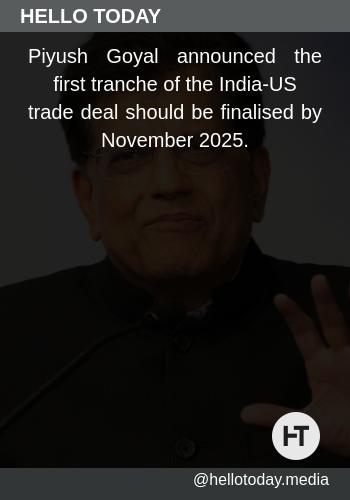 HELLO TODAY
Piyush Goyal announced the
first tranche of the India-US
trade deal should be finalised by
November 2025.
HT
@hellotoday.media